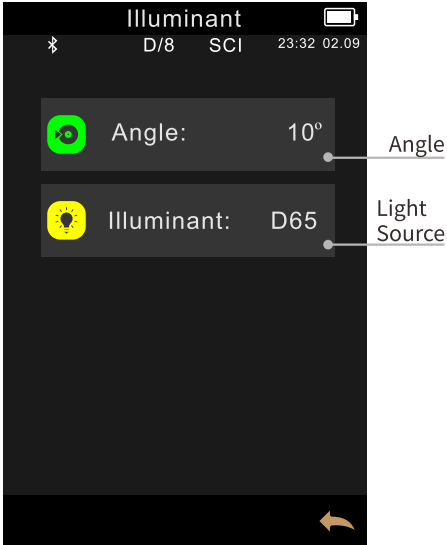 Illuminant
D/8 SCI 23:32 02.09
Angle: 10º
Angle
Illuminant: D65
Light
Source